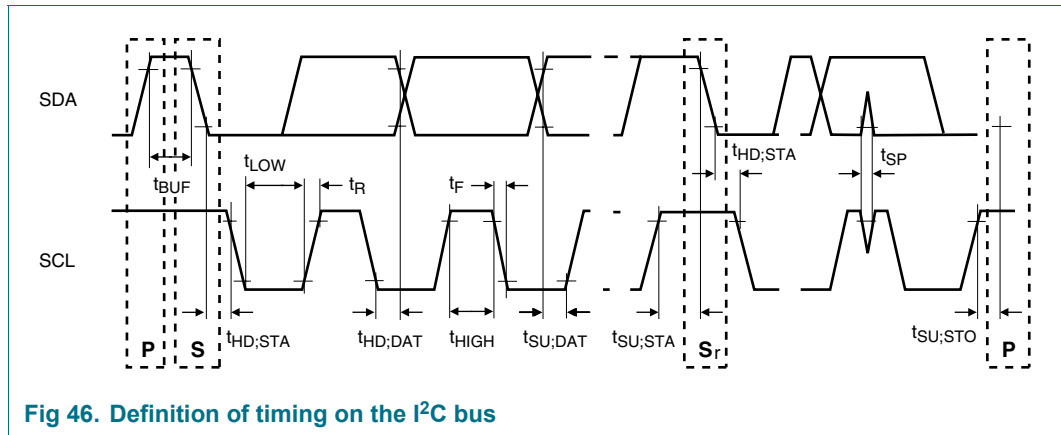 SDA
tHD;STA
tSP
tLOW
tBUF
tR
tF
SCL
tHD;STA
tHD;DAT
tHIGH
tSU;DAT
tSU;STA
tSU;STO
P
S
Sr
P
Fig 46. Definition of timing on the I²C bus